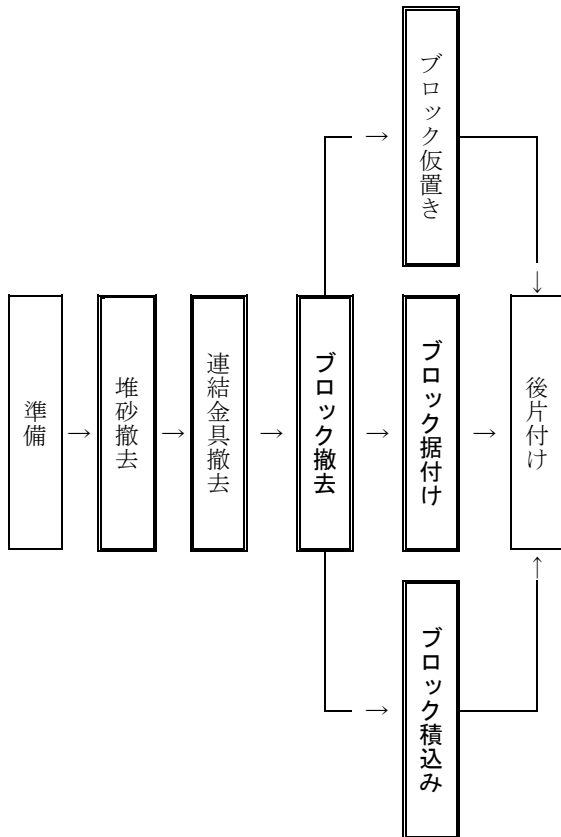 準備
→
堆砂撤去
→
連結金具撤去
→
ブロック撤去
→
ブロック仮置き
↓
→
ブロック据付け
→
→
ブロック積込み
↑
後片付け